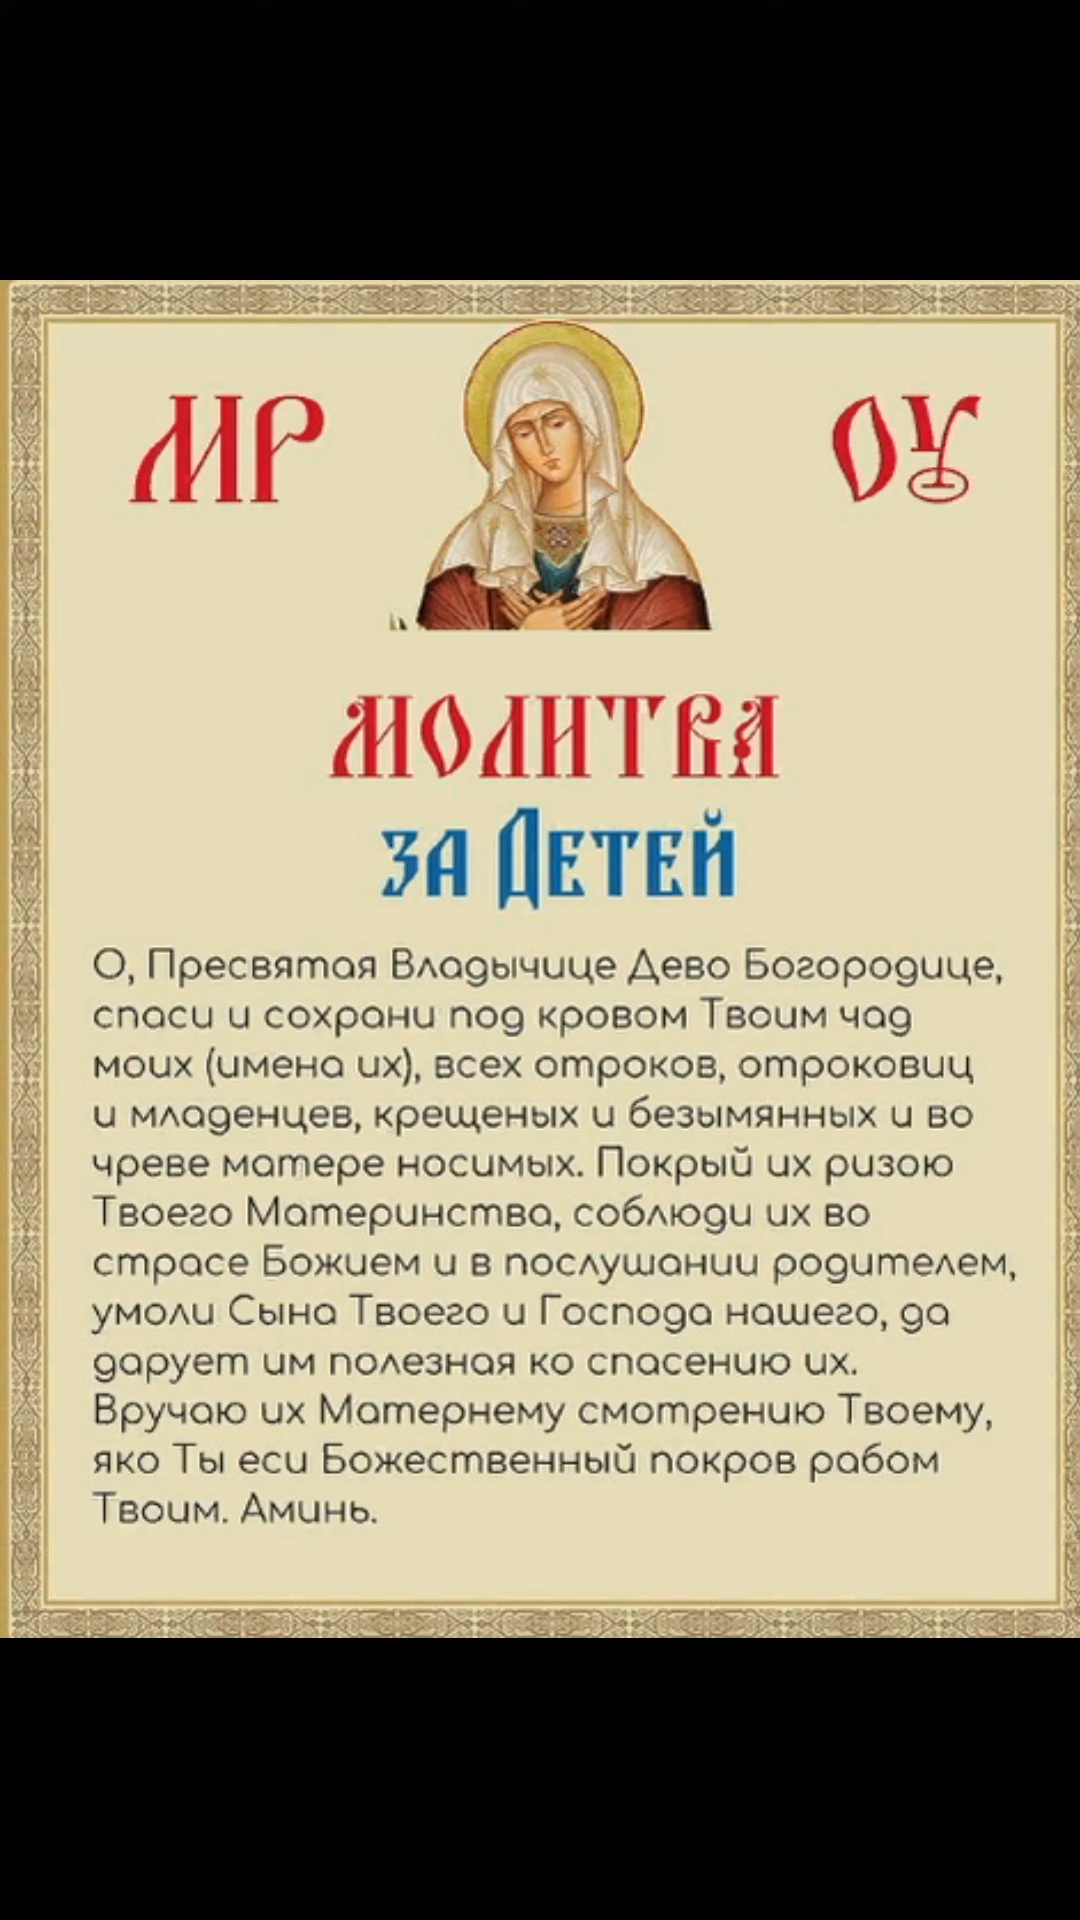 МР ОУ
МОЛИТВА
ЗА ДЕТЕЙ
О, Пресвятая Владычице Дево Богородице,
спаси и сохрани под кровом Твоим чад
моих (имена их), всех отроков, отроковиц
и младенцев, крещеных и безымянных и во
чреве матере носимых. Покрый их ризою
Твоего Материнства, соблюди их во
страсе Божием и в послушании родителем,
умоли Сына Твоего и Господа нашего, да
дарует им полезная ко спасению их.
Вручаю их Матернему смотрению Твоему,
яко Ты еси Божественный покров рабом
Твоим. Аминь.